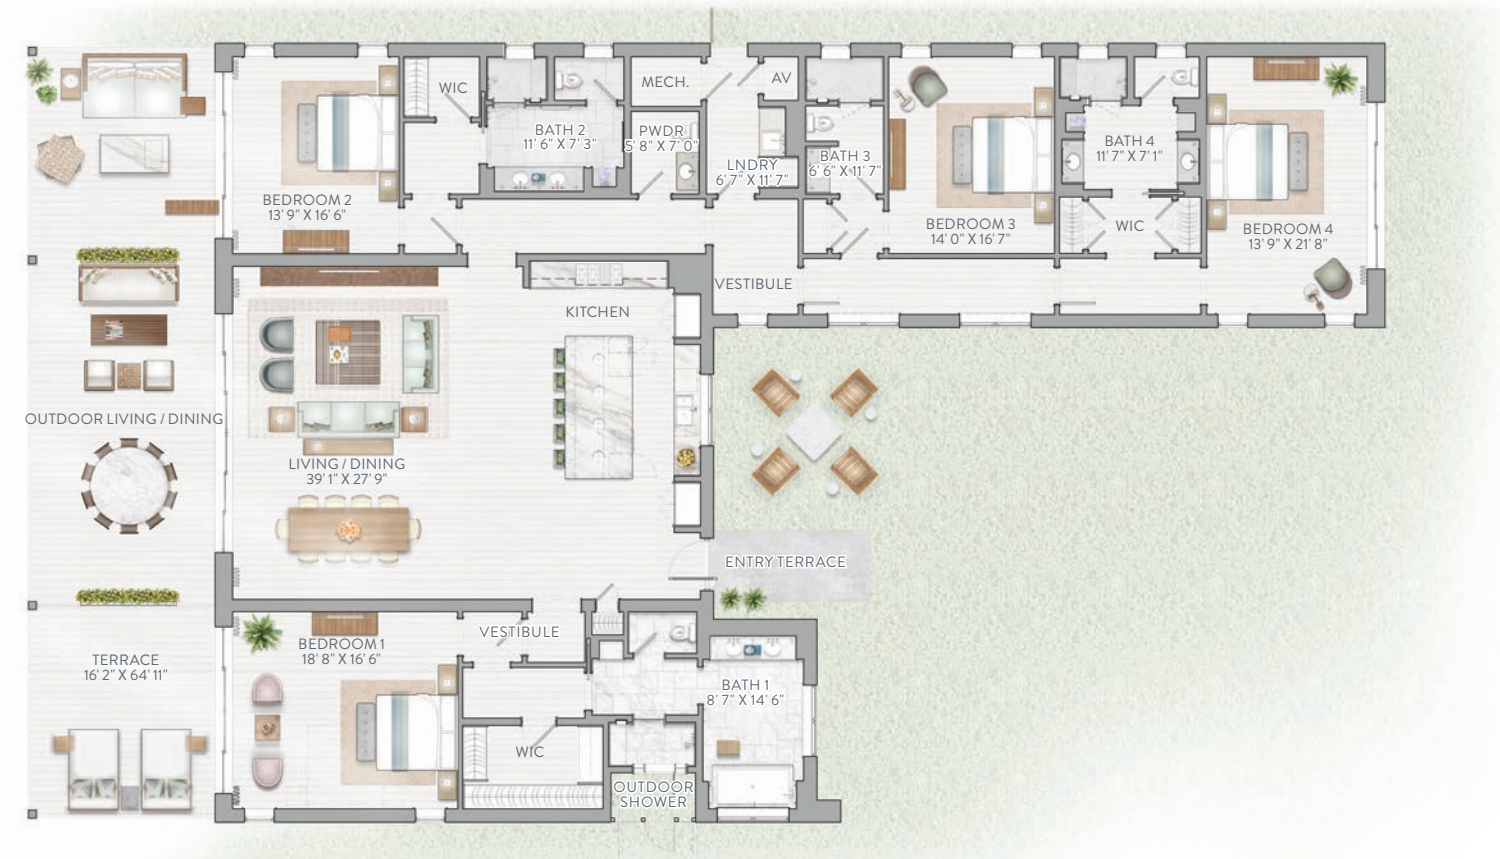 WIC
MECH.
AV
BATH 2
11' 6" X 7' 3"
PWDR
5' 8" X 7' 0"
LNDRY
6' 7" X 11' 7"
BATH 3
6' 6" X 11' 7"
BATH 4
11' 7" X 7' 1"
BEDROOM 2
13' 9" X 16' 6"
BEDROOM 3
14' 0" X 16' 7"
WIC
BEDROOM 4
13' 9" X 21' 8"
VESTIBULE
KITCHEN
OUTDOOR LIVING / DINING
LIVING / DINING
39' 1" X 27' 9"
ENTRY TERRACE
VESTIBULE
BEDROOM 1
18' 8" X 16' 6"
TERRACE
16' 2" X 64' 11"
BATH 1
8' 7" X 14' 6"
WIC
OUTDOOR
SHOWER